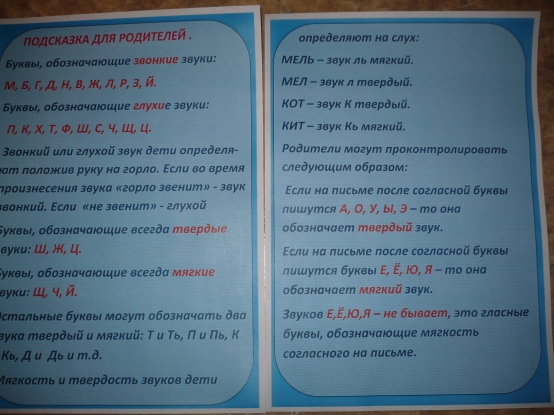 ПОДСКАЗКА ДЛЯ РОДИТЕЛЕЙ .
Буквы, обозначающие звонкие звуки:
М, Б, Г, Д, Н, В, Ж, Л, Р, З, Й.
Буквы, обозначающие глухие звуки:
П, К, Х, Т, Ф, Ш, С, Ч, Щ, Ц.
Звонкий или глухой звук дети определя-
ют положив руку на горло. Если во время
произнесения звука «горло звенит» - звук
звонкий. Если «не звенит» - глухой
Буквы, обозначающие всегда твердые
звуки: Ш, Ж, Ц.
Буквы, обозначающие всегда мягкие
звуки: Щ, Ч, Й.
Остальные буквы могут обозначать два
звука твердый и мягкий: Т и Ть, П и Пь, К
Кь, Д и Дь и т.д.
Мягкость и твердость звуков дети
определяют на слух:
МЕЛЬ – звук ль мягкий.
МЕЛ – звук л твердый.
КОТ – звук К твердый.
КИТ – звук Кь мягкий.
Родители могут проконтролировать
следующим образом:
Если на письме после согласной буквы
пишутся А, О, У, Ы, Э – то она
обозначает твердый звук.
Если на письме после согласной буквы
пишутся буквы Е, Ё, Ю, Я – то она
обозначает мягкий звук.
Звуков Е,Ё,Ю,Я – не бывает, это гласные
буквы, обозначающие мягкость
согласного на письме.